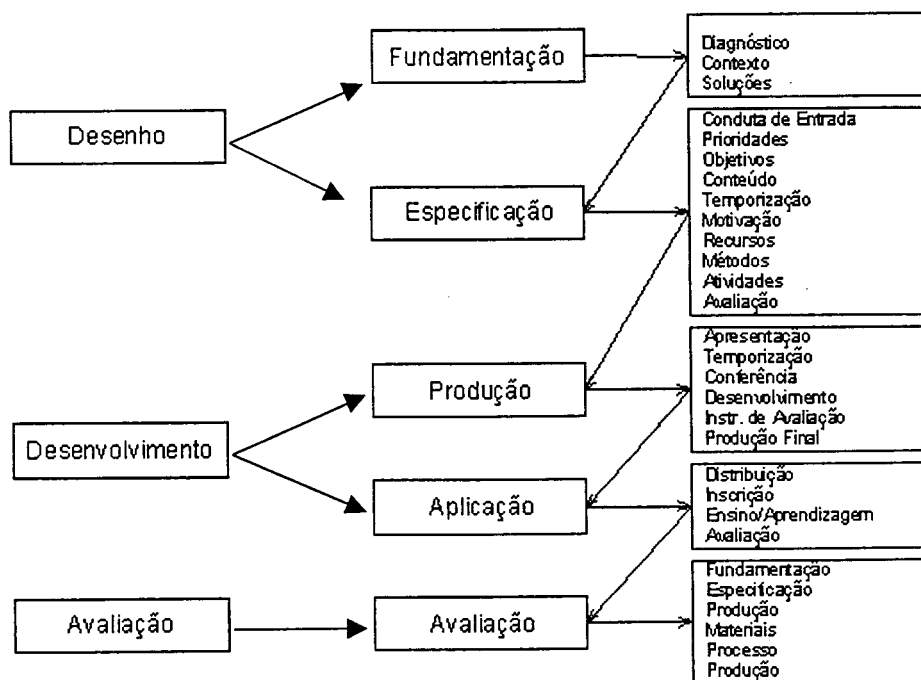 Desenho
Fundamentação
Diagnóstico
Contexto
Soluções
Especificação
Conduta de Entrada
Prioridades
Objetivos
Conteúdo
Temporização
Motivação
Recursos
Métodos
Atividades
Avaliação
Desenvolvimento
Produção
Apresentação
Temporização
Conferência
Desenvolvimento
Instr. de Avaliação
Produção Final
Aplicação
Distribuição
Inscrição
Ensino/Aprendizagem
Avaliação
Avaliação
Avaliação
Fundamentação
Especificação
Produção
Materiais
Processo
Produção